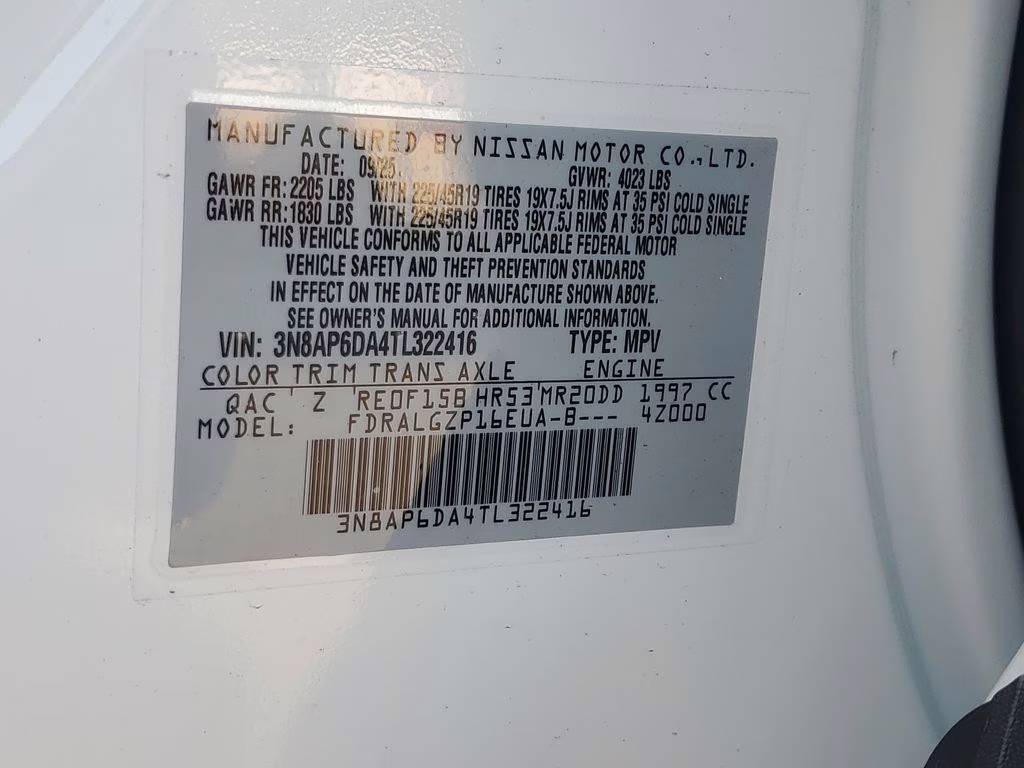 MANUFACTURED BY NISSAN MOTOR CO., LTD.
DATE: 09/25 GVWR: 4023 LBS
GAWR FR: 2205 LBS WITH 225/45R19 TIRES 19X7.5J RIMS AT 35 PSI COLD SINGLE
GAWR RR: 1830 LBS WITH 225/45R19 TIRES 19X7.5J RIMS AT 35 PSI COLD SINGLE
THIS VEHICLE CONFORMS TO ALL APPLICABLE FEDERAL MOTOR
VEHICLE SAFETY AND THEFT PREVENTION STANDARDS
IN EFFECT ON THE DATE OF MANUFACTURE SHOWN ABOVE.
SEE OWNER'S MANUAL FOR ADDITIONAL INFORMATION.
VIN: 3N8AP6DA4TL322416 TYPE: MPV
COLOR TRIM TRANS AXLE ENGINE
QAC Z RE0F15B HR53 MR20DD 1997 CC
MODEL: FDRALGZP16EUA-B--- 4Z000
3N8AP6DA4TL322416